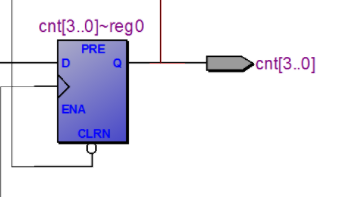 cnt[3..0]~reg0
PRE
D Q
cnt[3..0]
ENA
CLRN